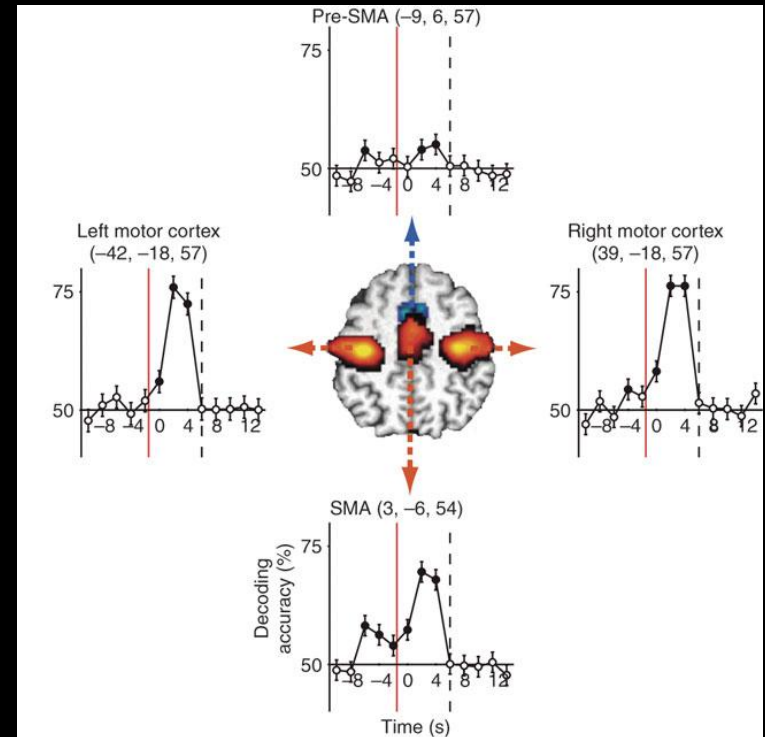 Pre-SMA (–9, 6, 57)
75
50
–8 –4 0 4 8 12
Left motor cortex
(–42, –18, 57)
75
50
–8 –4 0 4 8 12
Right motor cortex
(39, –18, 57)
75
50
–8 –4 0 4 8 12
SMA (3, –6, 54)
75
50
Decoding
accuracy (%)
–8 –4 0 4 8 12
Time (s)